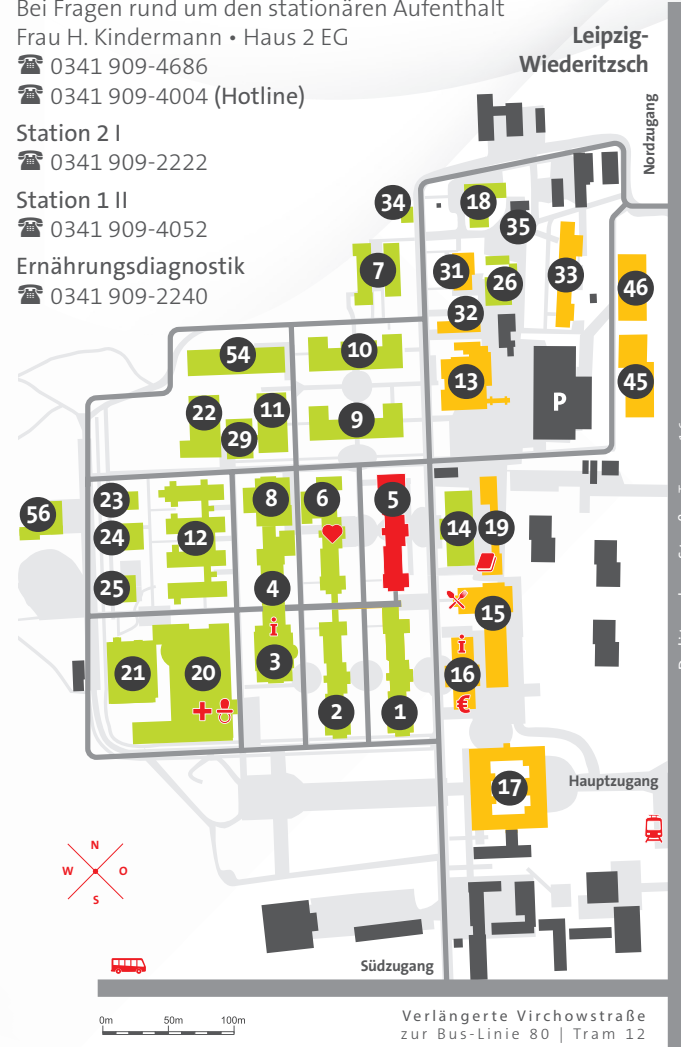 Bei Fragen rund um den stationären Aufenthalt
Frau H. Kindermann • Haus 2 EG
☎ 0341 909-4686
☎ 0341 909-4004 (Hotline)
Station 2 I
☎ 0341 909-2222
Station 1 II
☎ 0341 909-4052
Ernährungsdiagnostik
☎ 0341 909-2240
Leipzig-
Wiederitzsch
Nordzugang
34
18
35
7
31
26
33
46
32
54
10
13
45
P
22
11
9
29
56
23
8
6
5
24
12
14
19
25
4
15
i
i
21
20
3
16
2
1
€
17
Hauptzugang
N
W
O
S
Südzugang
0m
50m
100m
Verlängerte Virchowstraße
zur Bus-Linie 80 | Tram 12